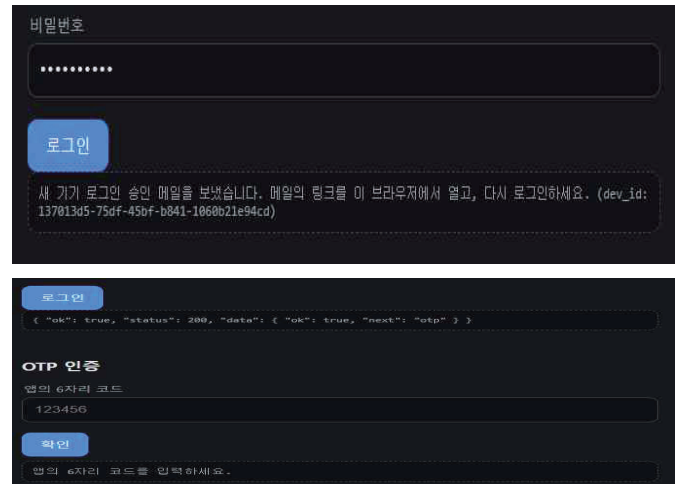 비밀번호
••••••••••
로그인
새 기기 로그인 승인 메일을 보냈습니다. 메일의 링크를 이 브라우저에서 열고, 다시 로그인하세요. (dev_id:
137013d5-75df-45bf-b841-1060b21e94cd)
로그인
{ "ok": true, "status": 200, "data": { "ok": true, "next": "otp" } }
OTP 인증
앱의 6자리 코드
123456
확인
앱의 6자리 코드를 입력하세요.